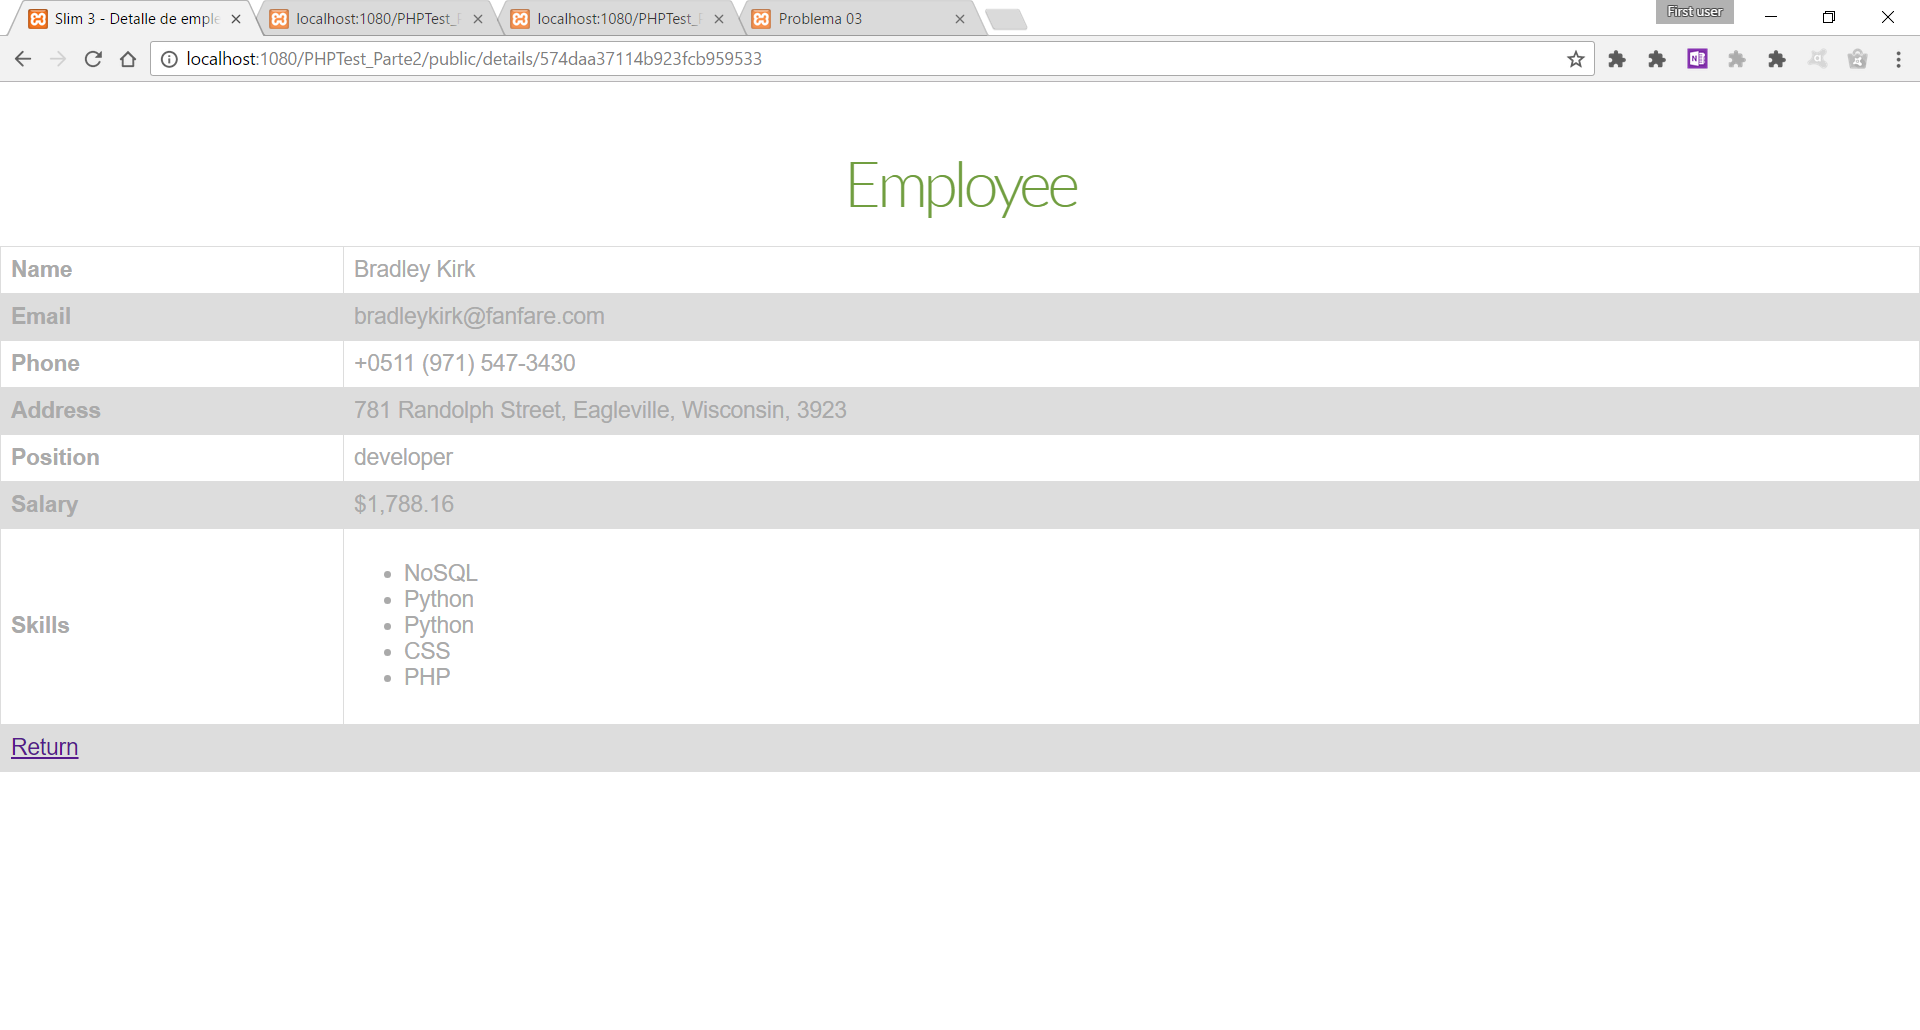 First user
Slim 3 - Detalle de emple
localhost:1080/PHPTest_
localhost:1080/PHPTest_
Problema 03
localhost:1080/PHPTest_Parte2/public/details/574daa37114b923fcb959533
Employee
Name Bradley Kirk
Email bradleykirk@fanfare.com
Phone +0511 (971) 547-3430
Address 781 Randolph Street, Eagleville, Wisconsin, 3923
Position developer
Salary $1,788.16
Skills
• NoSQL
• Python
• Python
• CSS
• PHP
Return